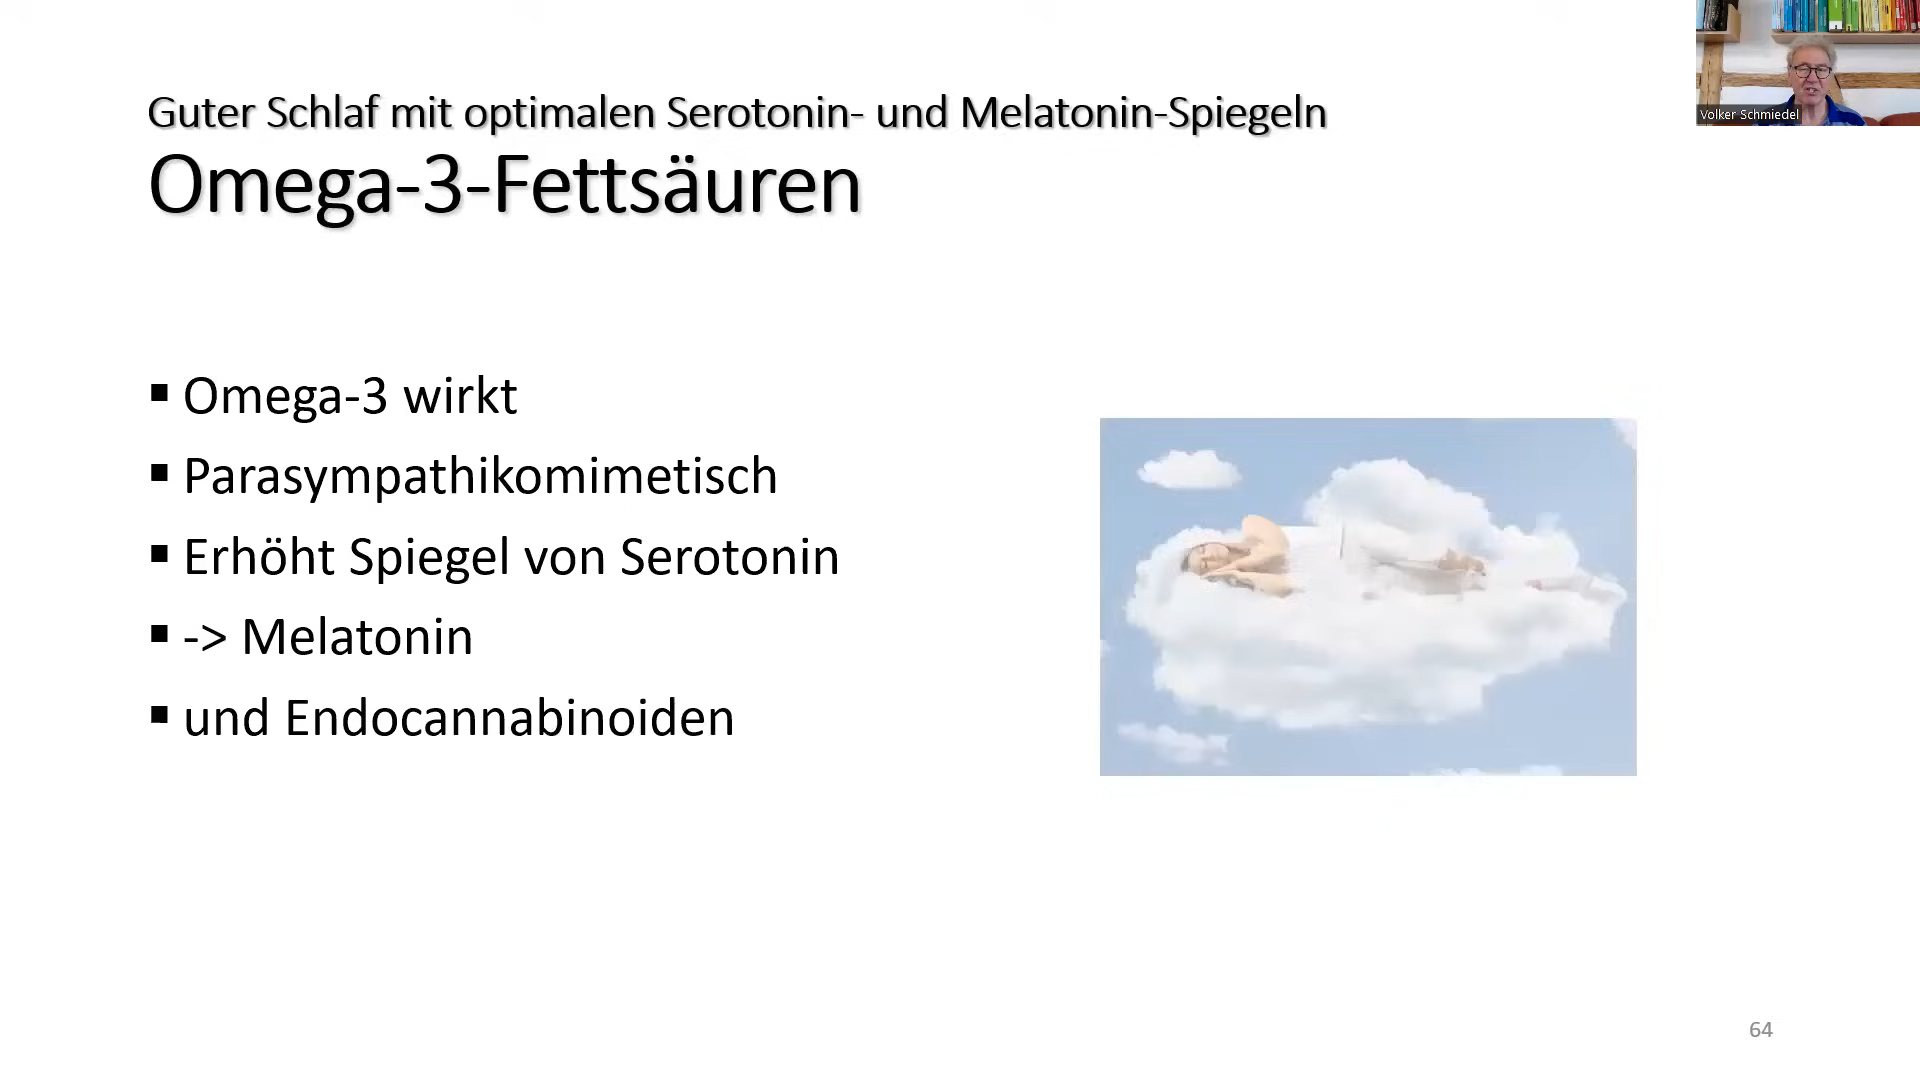 Volker Schmiedel
Guter Schlaf mit optimalen Serotonin- und Melatonin-Spiegeln
Omega-3-Fettsäuren
▪ Omega-3 wirkt
▪ Parasympathikomimetisch
▪ Erhöht Spiegel von Serotonin
▪ -> Melatonin
▪ und Endocannabinoiden
64